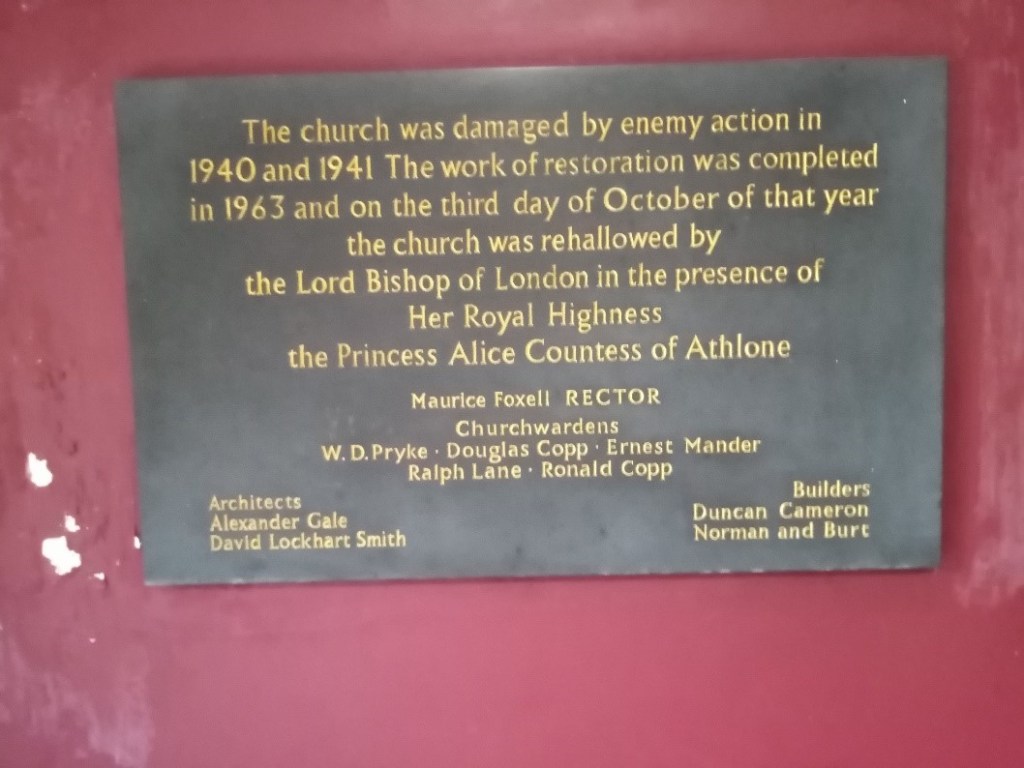 The church was damaged by enemy action in
1940 and 1941 The work of restoration was completed
in 1963 and on the third day of October of that year
the church was rehallowed by
the Lord Bishop of London in the presence of
Her Royal Highness
the Princess Alice Countess of Athlone
Maurice Foxell RECTOR
Churchwardens
W. D. Pryke · Douglas Copp · Ernest Mander
Ralph Lane · Ronald Copp
Architects
Alexander Gale
David Lockhart Smith
Builders
Duncan Cameron
Norman and Burt